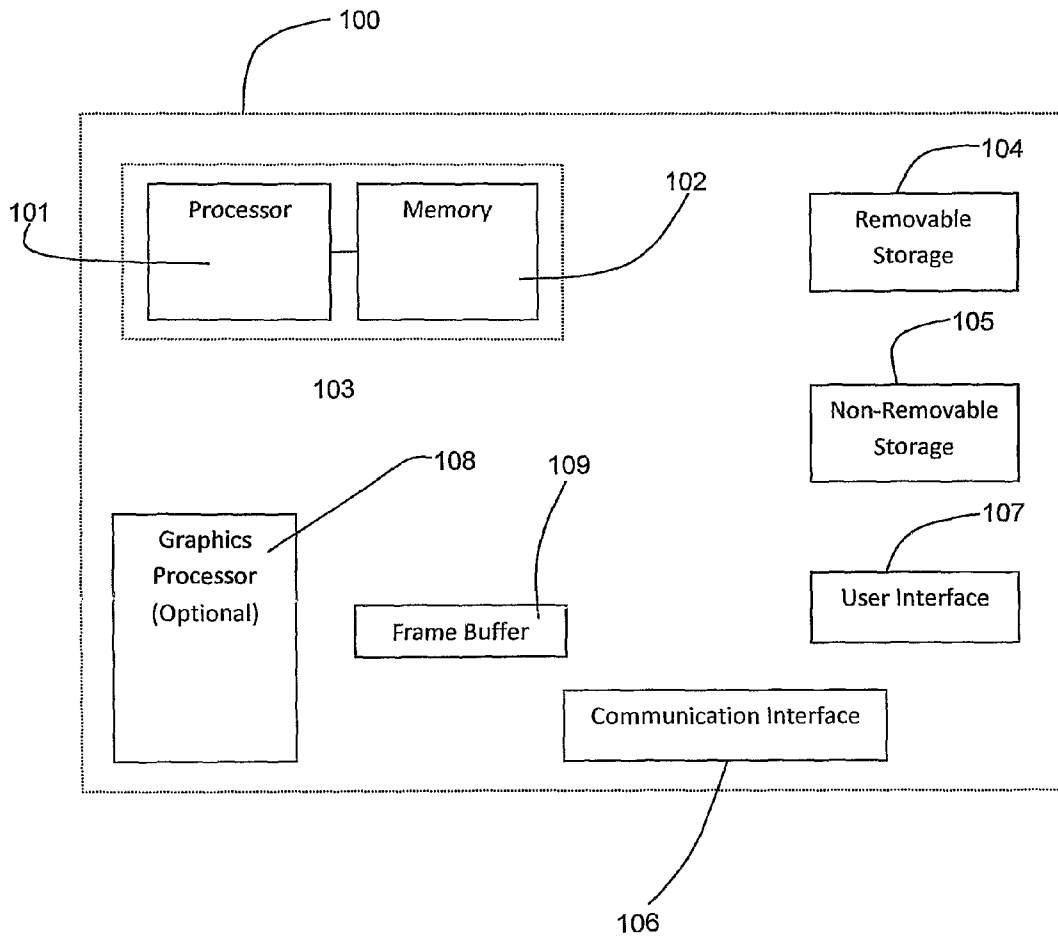 100
104
101
Processor
Memory
102
Removable
Storage
105
103
Non-Removable
Storage
108
109
107
Graphics
Processor
(Optional)
User Interface
Frame Buffer
Communication Interface
106